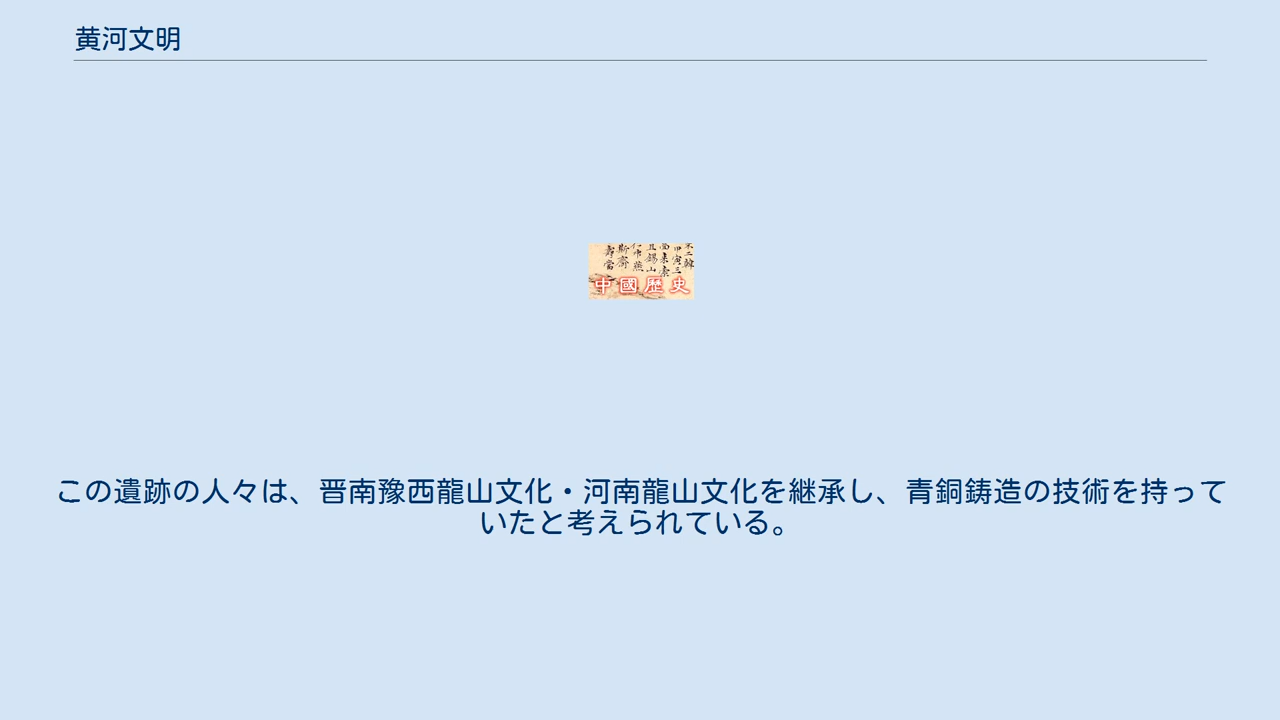 黄河文明
中國歷史
この遺跡の人々は、晋南豫西龍山文化・河南龍山文化を継承し、青銅鋳造の技術を持って
いたと考えられている。